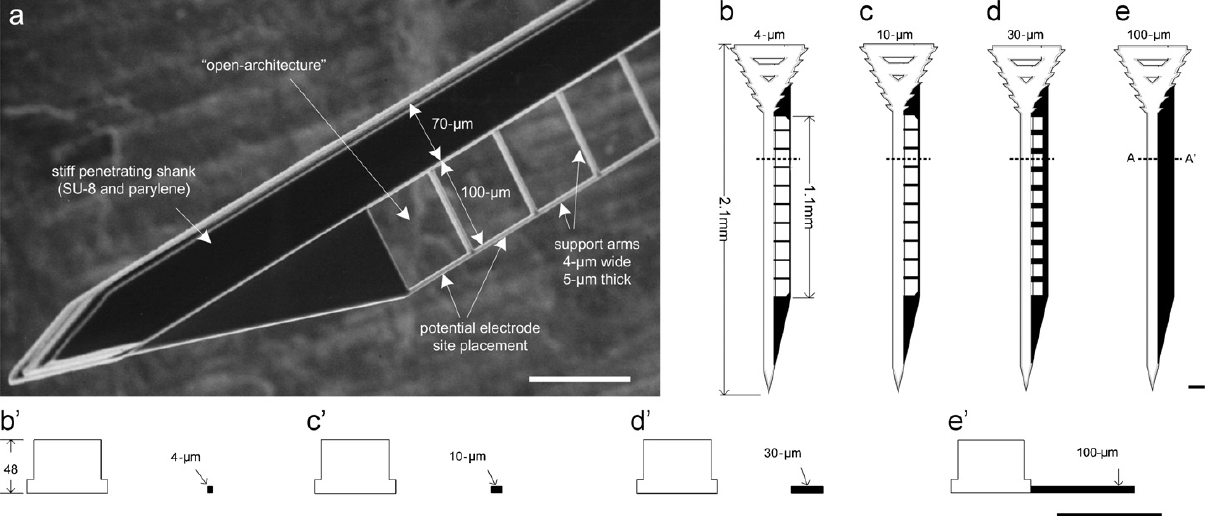 a
"open-architecture"
70-µm
stiff penetrating shank
(SU-8 and parylene)
100-µm
support arms
4-µm wide
5-µm thick
potential electrode
site placement
b c d e
4-µm 10-µm 30-µm 100-µm
2.1mm
1.1mm
A A'
b' c' d' e'
48
4-µm 10-µm 30-µm 100-µm